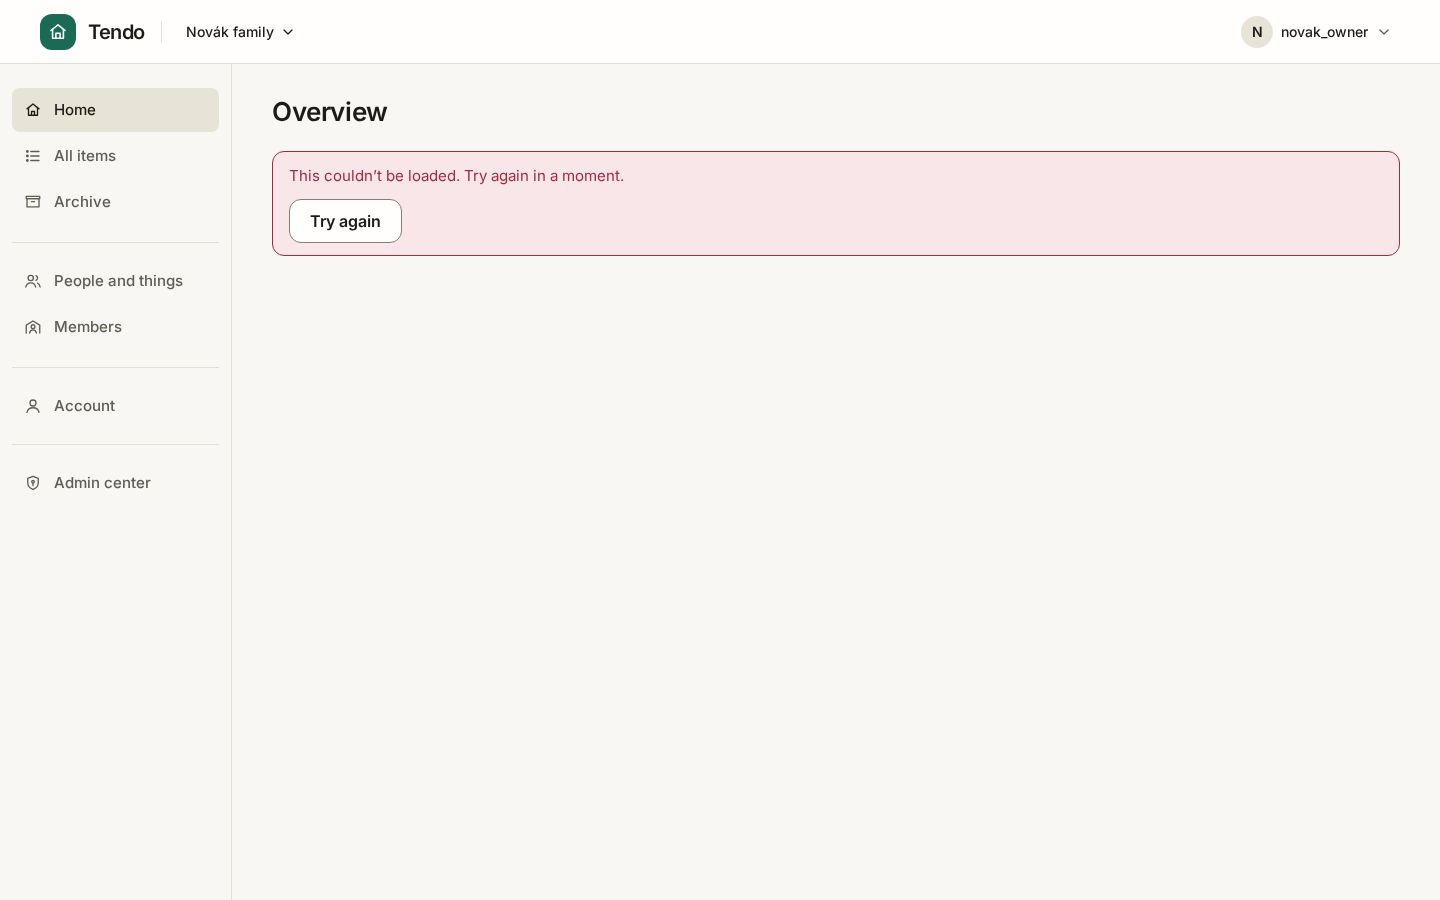 Tendo
Novák family
N
novak_owner
Home
All items
Archive
People and things
Members
Account
Admin center
Overview
This couldn’t be loaded. Try again in a moment.
Try again